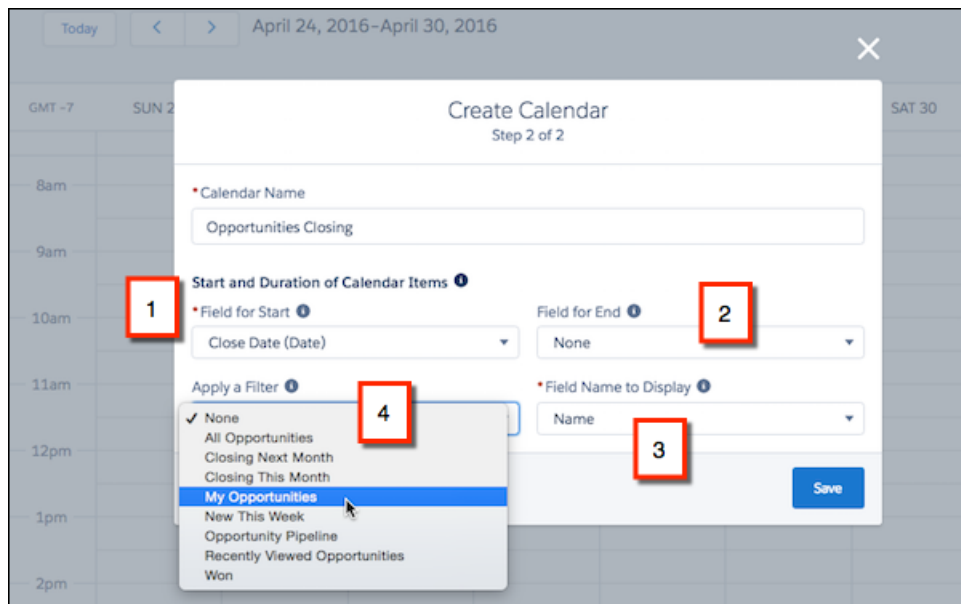 Today < > April 24, 2016–April 30, 2016
GMT -7 SUN 2 SAT 30
Create Calendar
Step 2 of 2
8am
*Calendar Name
Opportunities Closing
9am
Start and Duration of Calendar Items
1
*Field for Start
Field for End
2
10am
Close Date (Date)
None
11am
Apply a Filter
4
*Field Name to Display
Name
3
✓ None
All Opportunities
Closing Next Month
Closing This Month
My Opportunities
New This Week
Opportunity Pipeline
Recently Viewed Opportunities
Won
12pm
Save
1pm
2pm